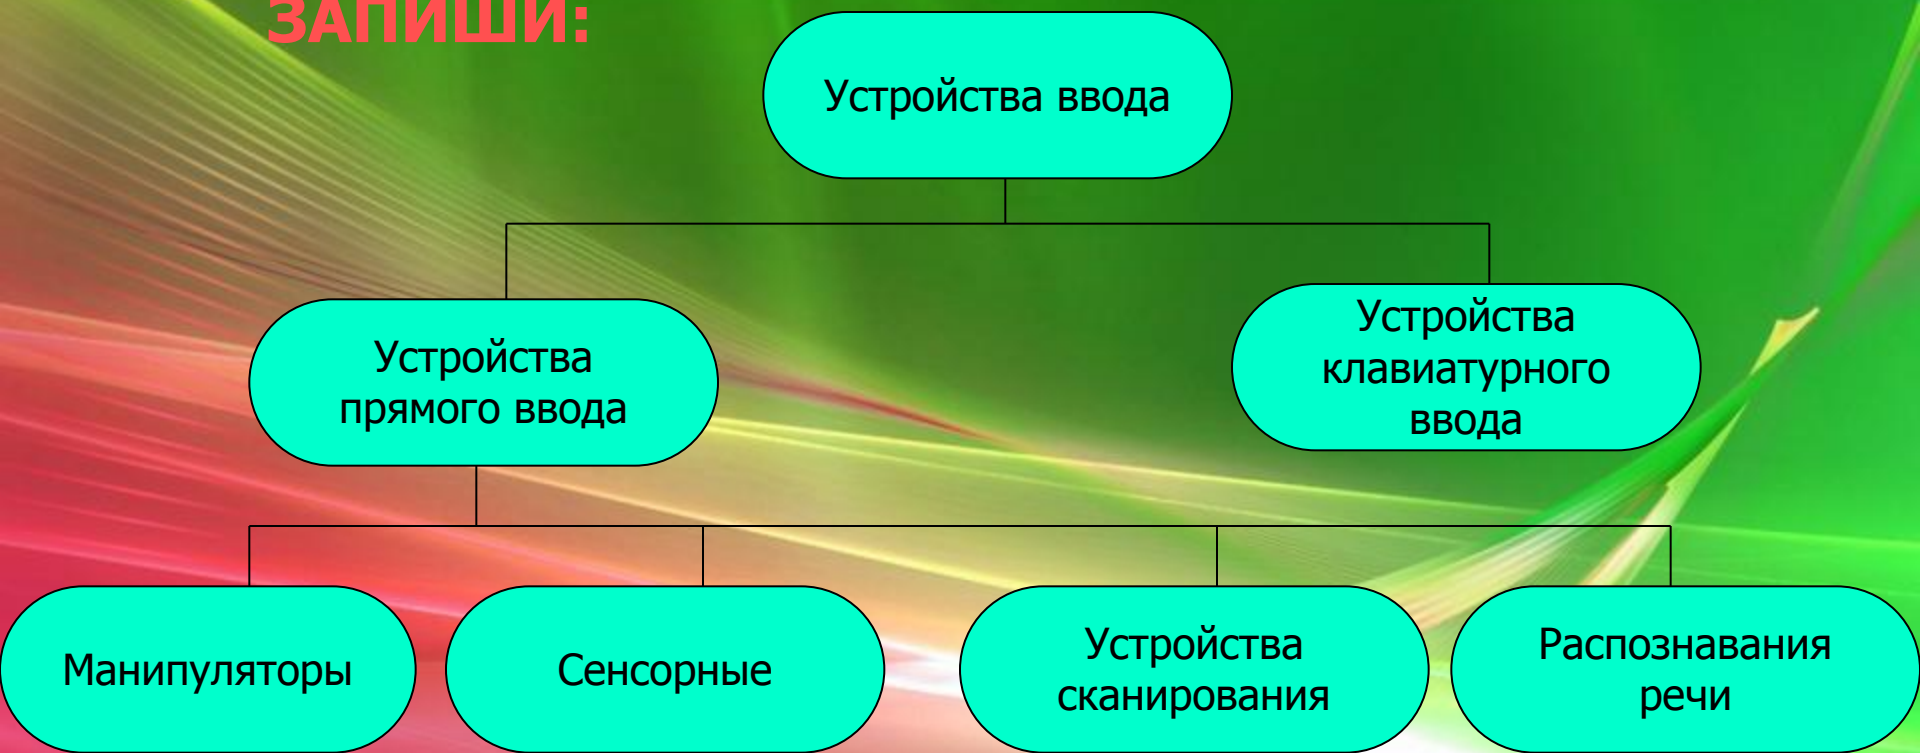 ЗАПИШИ:
Устройства ввода
Устройства
прямого ввода
Устройства
клавиатурного
ввода
Манипуляторы
Сенсорные
Устройства
сканирования
Распознавания
речи